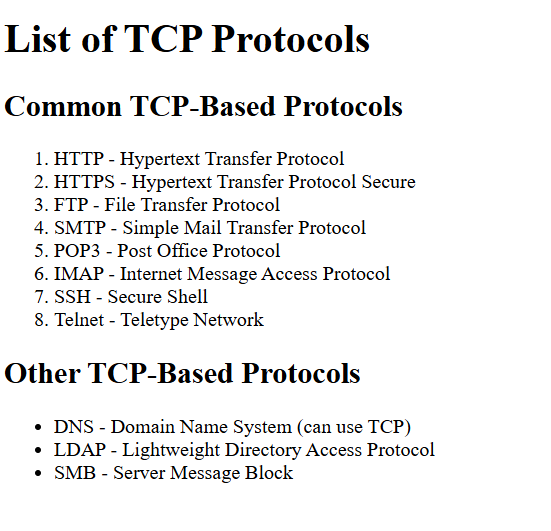 List of TCP Protocols
Common TCP-Based Protocols
1. HTTP - Hypertext Transfer Protocol
2. HTTPS - Hypertext Transfer Protocol Secure
3. FTP - File Transfer Protocol
4. SMTP - Simple Mail Transfer Protocol
5. POP3 - Post Office Protocol
6. IMAP - Internet Message Access Protocol
7. SSH - Secure Shell
8. Telnet - Teletype Network
Other TCP-Based Protocols
• DNS - Domain Name System (can use TCP)
• LDAP - Lightweight Directory Access Protocol
• SMB - Server Message Block